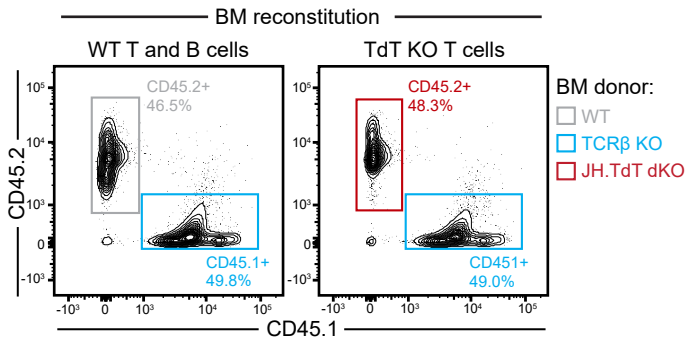 BM reconstitution
WT T and B cells
TdT KO T cells
CD45.2+
46.5%
CD45.2+
48.3%
BM donor:
WT
TCRβ KO
JH.TdT dKO
CD45.2
10⁵
10⁴
10³
0
-10³
10⁵
10⁴
10³
0
-10³
CD45.1+
49.8%
CD451+
49.0%
-10³ 0 10³ 10⁴ 10⁵
-10³ 0 10³ 10⁴ 10⁵
CD45.1